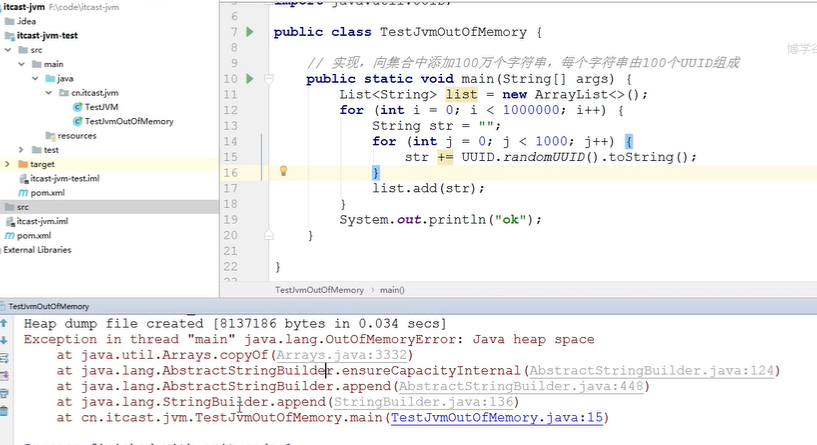 itcast-jvm F:\code\itcast-jvm
.idea
itcast-jvm-test
src
main
java
cn.itcast.jvm
TestJVM
TestJvmOutOfMemory
resources
test
target
itcast-jvm-test.iml
pom.xml
src
itcast-jvm.iml
pom.xml
External Libraries
6
7 public class TestJvmOutOfMemory {
博学
8
9 // 实现，向集合中添加100万个字符串，每个字符串由100个UUID组成
10 public static void main(String[] args) {
11 List<String> list = new ArrayList<>();
12 for (int i = 0; i < 1000000; i++) {
13 String str = "";
14 for (int j = 0; j < 1000; j++) {
15 str += UUID.randomUUID().toString();
16 }
17 list.add(str);
18 }
19 System.out.println("ok");
20 }
21
22 }
TestJvmOutOfMemory > main()
TestJvmOutOfMemory
Heap dump file created [8137186 bytes in 0.034 secs]
Exception in thread "main" java.lang.OutOfMemoryError: Java heap space
at java.util.Arrays.copyOf(Arrays.java:3332)
at java.lang.AbstractStringBuilder.ensureCapacityInternal(AbstractStringBuilder.java:124)
at java.lang.AbstractStringBuilder.append(AbstractStringBuilder.java:448)
at java.lang.StringBuilder.append(StringBuilder.java:136)
at cn.itcast.jvm.TestJvmOutOfMemory.main(TestJvmOutOfMemory.java:15)